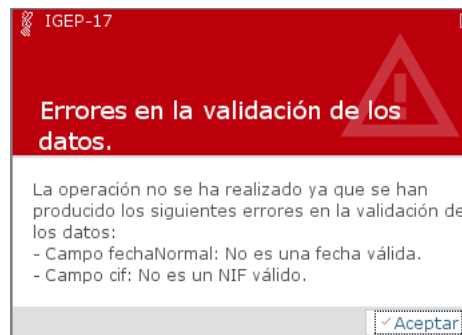 IGEP-17
Errores en la validación de los
datos.
La operación no se ha realizado ya que se han
producido los siguientes errores en la validación de
los datos:
- Campo fechaNormal: No es una fecha válida.
- Campo cif: No es un NIF válido.
Aceptar